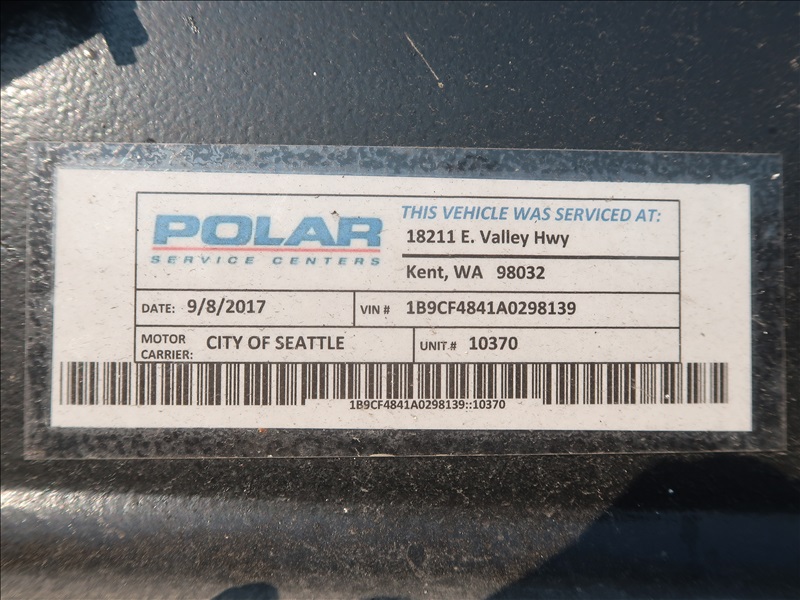 POLAR
SERVICE CENTERS
THIS VEHICLE WAS SERVICED AT:
18211 E. Valley Hwy
Kent, WA 98032
DATE: 9/8/2017 VIN # 1B9CF4841A0298139
MOTOR CARRIER: CITY OF SEATTLE UNIT # 10370
1B9CF4841A0298139::10370